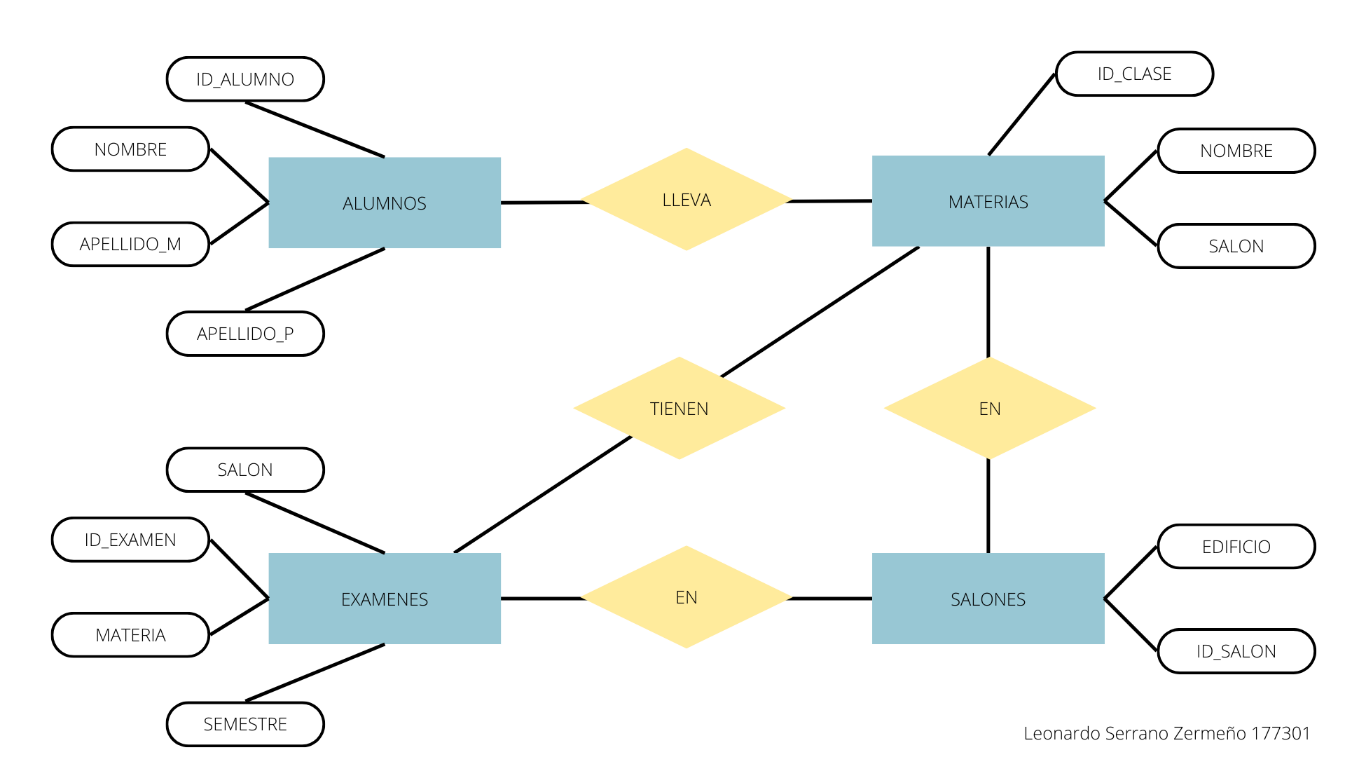 ID_ALUMNO
ID_CLASE
NOMBRE
NOMBRE
ALUMNOS
LLEVA
MATERIAS
APELLIDO_M
SALON
APELLIDO_P
TIENEN
EN
SALON
ID_EXAMEN
EDIFICIO
EXAMENES
EN
SALONES
MATERIA
ID_SALON
SEMESTRE
Leonardo Serrano Zermeño 177301